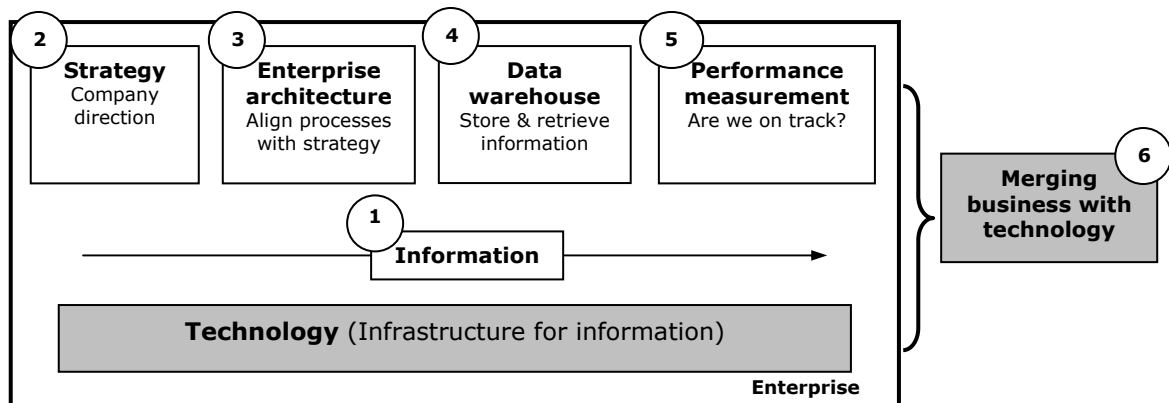 2
Strategy
Company
direction
3
Enterprise
architecture
Align processes
with strategy
4
Data
warehouse
Store & retrieve
information
5
Performance
measurement
Are we on track?
6
Merging
business with
technology
1
Information
Technology (Infrastructure for information)
Enterprise